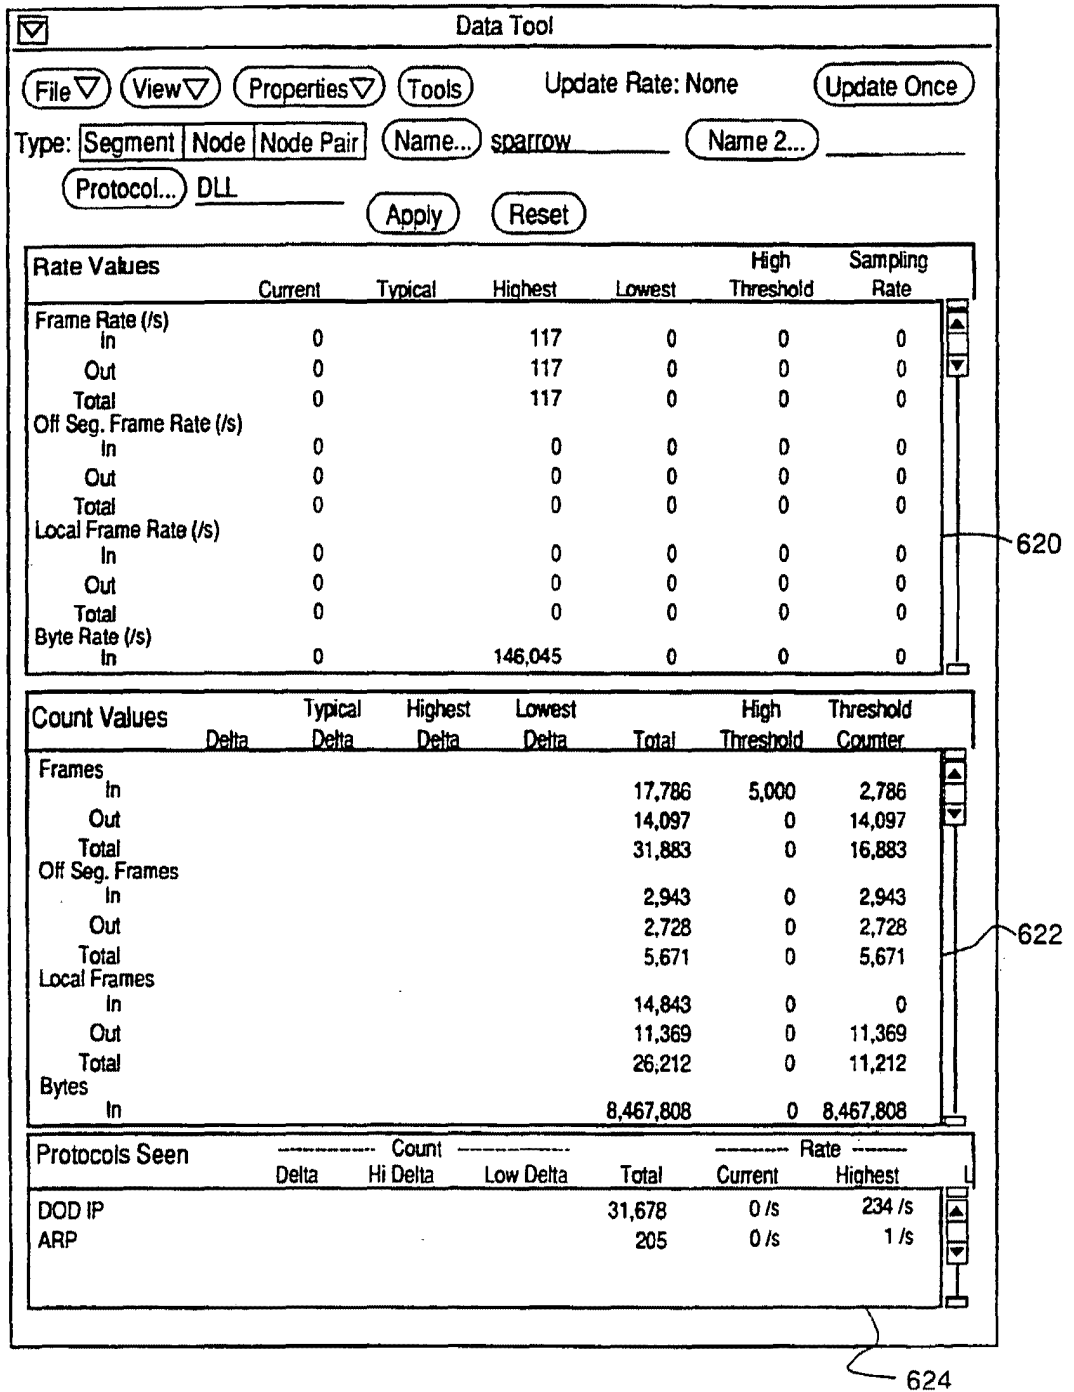 Data Tool
File View Properties Tools Update Rate: None Update Once
Type: Segment Node Node Pair Name... sparrow Name 2...
Protocol... DLL
Apply Reset
Rate Values High Sampling
Current Typical Highest Lowest Threshold Rate
Frame Rate (/s)
In 0 117 0 0 0
Out 0 117 0 0 0
Total 0 117 0 0 0
Off Seg. Frame Rate (/s)
In 0 0 0 0 0
Out 0 0 0 0 0
Total 0 0 0 0 0
Local Frame Rate (/s)
In 0 0 0 0 0
620
Out 0 0 0 0 0
Total 0 0 0 0 0
Byte Rate (/s)
In 0 146,045 0 0 0
Count Values Typical Highest Lowest High Threshold
Delta Delta Delta Delta Total Threshold Counter
Frames
In 17,786 5,000 2,786
Out 14,097 0 14,097
Total 31,883 0 16,883
Off Seg. Frames
In 2,943 0 2,943
Out 2,728 0 2,728
622
Total 5,671 0 5,671
Local Frames
In 14,843 0 0
Out 11,369 0 11,369
Total 26,212 0 11,212
Bytes
In 8,467,808 0 8,467,808
Protocols Seen ---------- Count ---------- ------- Rate ------
Delta Hi Delta Low Delta Total Current Highest L
DOD IP 31,678 0 /s 234 /s
ARP 205 0 /s 1 /s
624